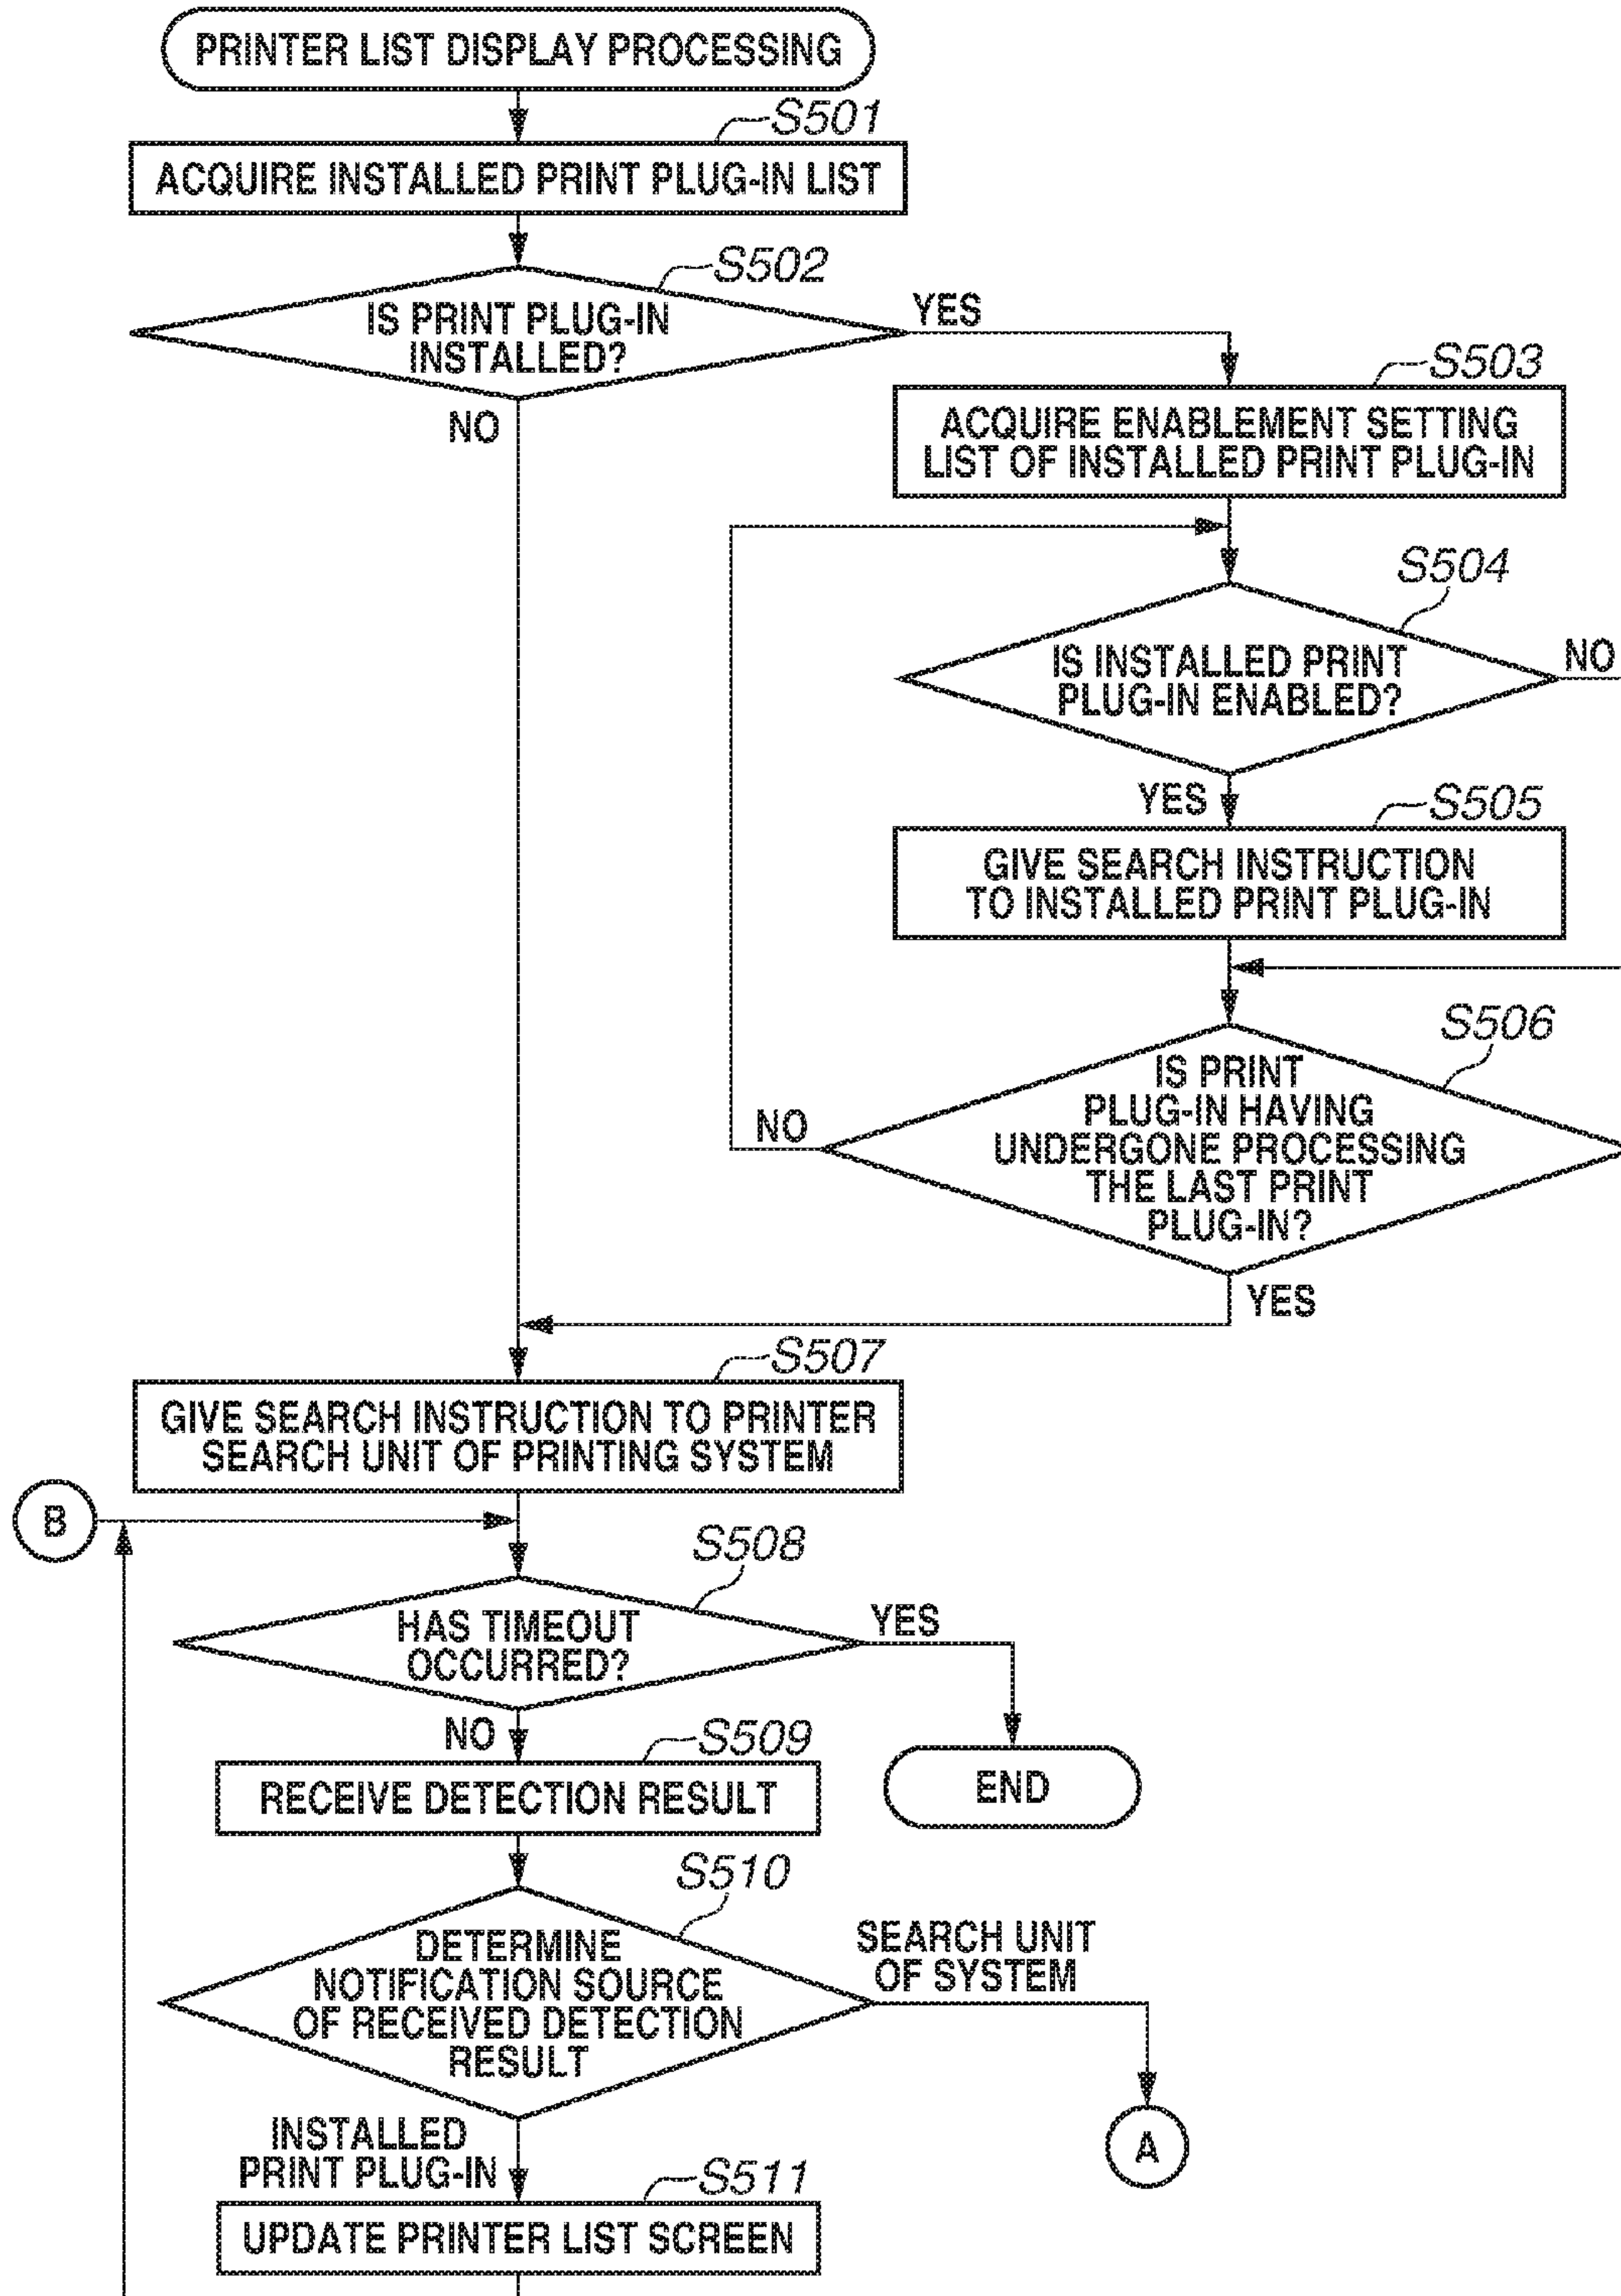 PRINTER LIST DISPLAY PROCESSING
S501
ACQUIRE INSTALLED PRINT PLUG-IN LIST
S502
IS PRINT PLUG-IN
INSTALLED?
YES
NO
S503
ACQUIRE ENABLEMENT SETTING
LIST OF INSTALLED PRINT PLUG-IN
S504
IS INSTALLED PRINT
PLUG-IN ENABLED?
NO
YES
S505
GIVE SEARCH INSTRUCTION
TO INSTALLED PRINT PLUG-IN
S506
IS PRINT
PLUG-IN HAVING
UNDERGONE PROCESSING
THE LAST PRINT
PLUG-IN?
NO
YES
S507
GIVE SEARCH INSTRUCTION TO PRINTER
SEARCH UNIT OF PRINTING SYSTEM
B
S508
HAS TIMEOUT
OCCURRED?
YES
NO
END
S509
RECEIVE DETECTION RESULT
S510
DETERMINE
NOTIFICATION SOURCE
OF RECEIVED DETECTION
RESULT
SEARCH UNIT
OF SYSTEM
A
INSTALLED
PRINT PLUG-IN
S511
UPDATE PRINTER LIST SCREEN